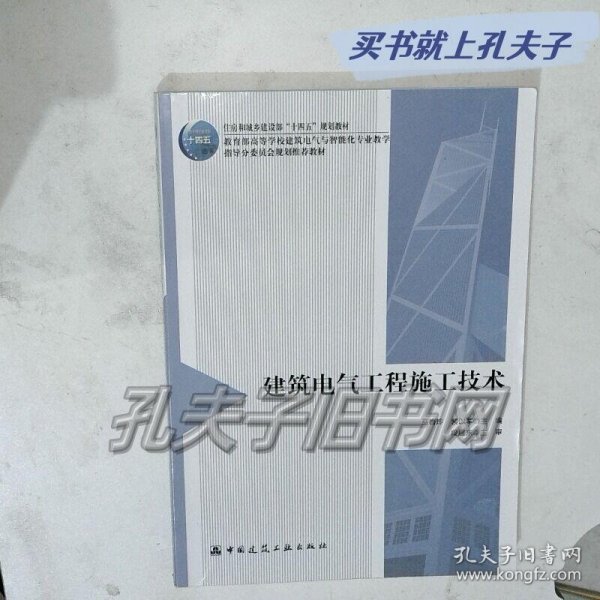 买书就上孔夫子
住房和城乡建设部“十四五”规划教材
十四五
教育部高等学校建筑电气与智能化专业教学
指导分委员会规划推荐教材
建筑电气工程施工技术
孔夫子旧书网
中国建筑工业出版社
孔夫子旧书网
www.kongfz.com